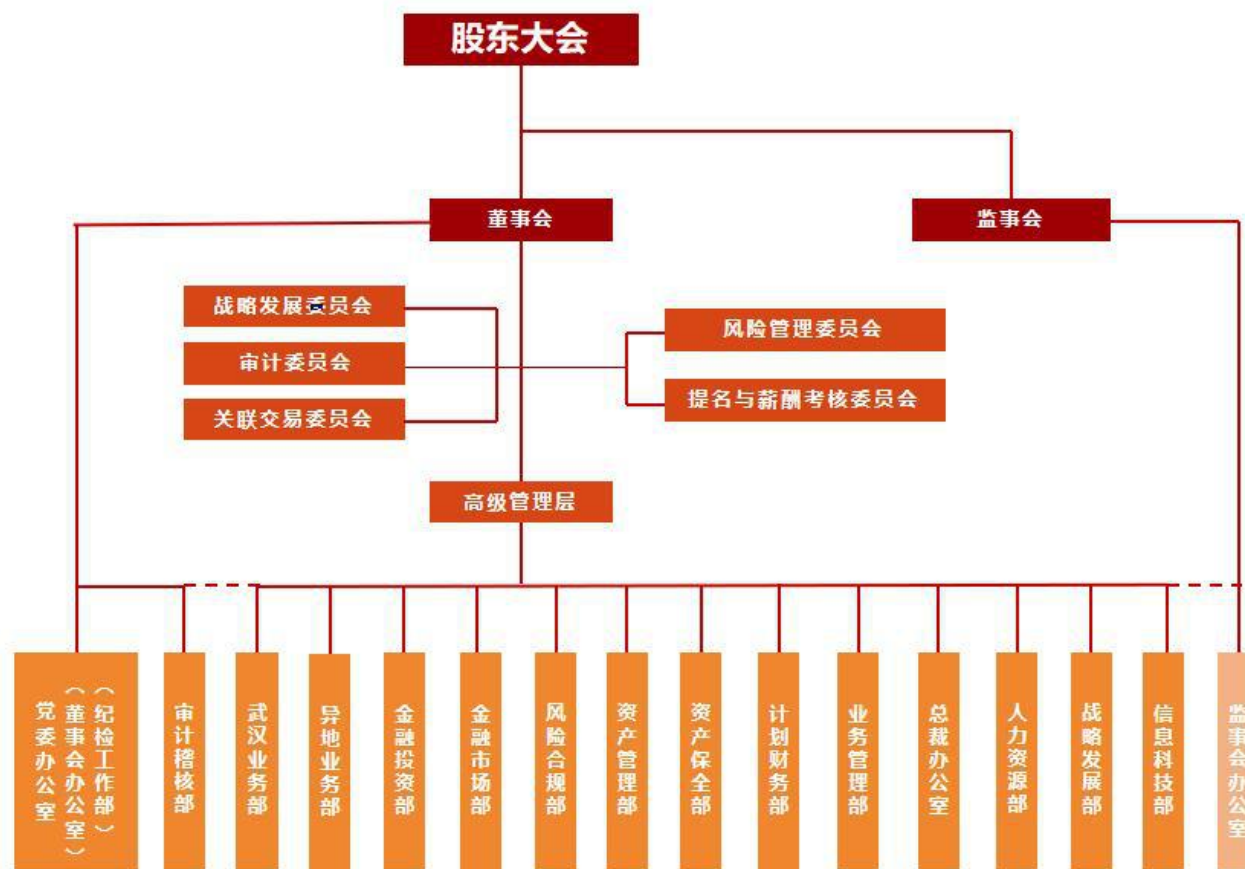 股东大会
董事会
监事会
战略发展委员会
审计委员会
关联交易委员会
风险管理委员会
提名与薪酬考核委员会
高级管理层
党委办公室
（董事会办公室）
（纪检工作部）
审计稽核部
武汉业务部
异地业务部
金融投资部
金融市场部
风险合规部
资产管理部
资产保全部
计划财务部
业务管理部
总裁办公室
人力资源部
战略发展部
信息科技部
监事会办公室